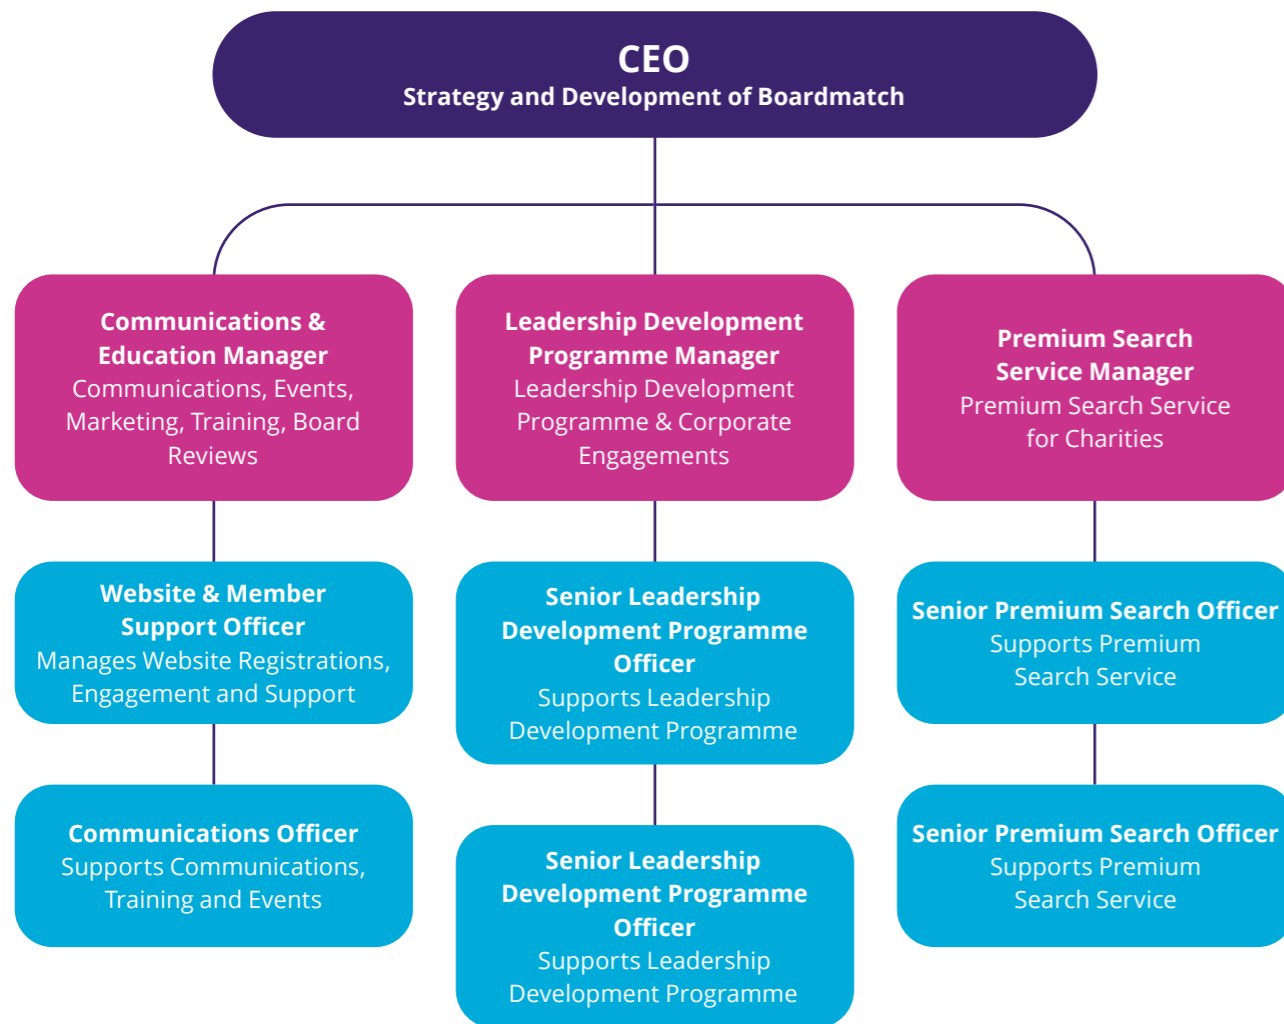 CEO
Strategy and Development of Boardmatch
Communications &
Education Manager
Communications, Events,
Marketing, Training, Board
Reviews
Leadership Development
Programme Manager
Leadership Development
Programme & Corporate
Engagements
Premium Search
Service Manager
Premium Search Service
for Charities
Website & Member
Support Officer
Manages Website Registrations,
Engagement and Support
Senior Leadership
Development Programme
Officer
Supports Leadership
Development Programme
Senior Premium Search Officer
Supports Premium
Search Service
Communications Officer
Supports Communications,
Training and Events
Senior Leadership
Development Programme
Officer
Supports Leadership
Development Programme
Senior Premium Search Officer
Supports Premium
Search Service